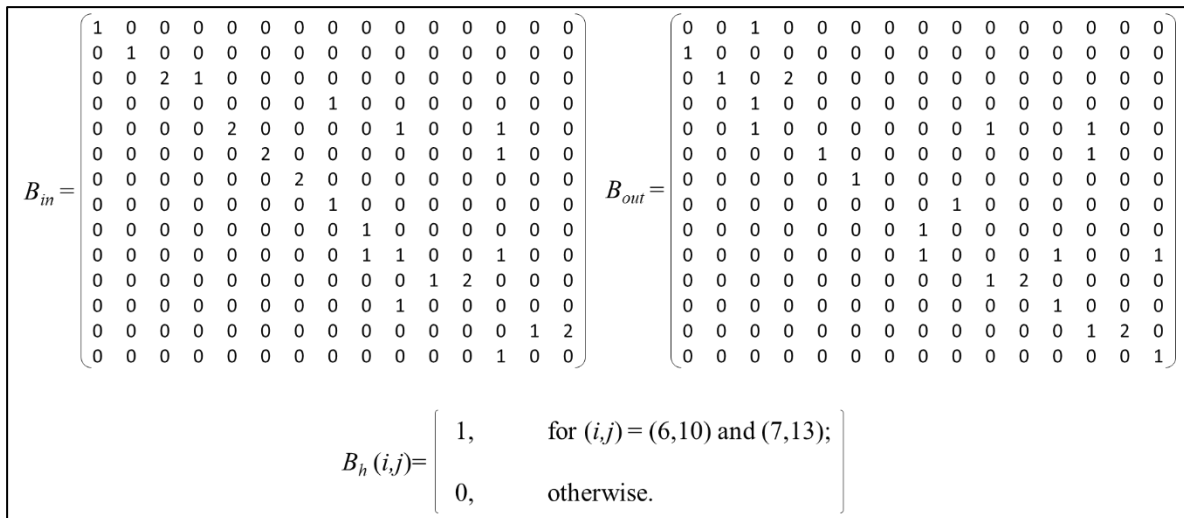 B_in =
1 0 0 0 0 0 0 0 0 0 0 0 0 0 0
0 1 0 0 0 0 0 0 0 0 0 0 0 0 0
0 0 2 1 0 0 0 0 0 0 0 0 0 0 0
0 0 0 0 0 0 0 1 0 0 0 0 0 0 0
0 0 0 0 2 0 0 0 0 1 0 0 1 0 0
0 0 0 0 0 2 0 0 0 0 0 0 1 0 0
0 0 0 0 0 0 2 0 0 0 0 0 0 0 0
0 0 0 0 0 0 0 1 0 0 0 0 0 0 0
0 0 0 0 0 0 0 0 1 0 0 0 0 0 0
0 0 0 0 0 0 0 0 1 1 0 0 1 0 0
0 0 0 0 0 0 0 0 0 0 1 2 0 0 0
0 0 0 0 0 0 0 0 0 1 0 0 0 0 0
0 0 0 0 0 0 0 0 0 0 0 0 0 1 2
0 0 0 0 0 0 0 0 0 0 0 0 1 0 0
B_out =
0 0 1 0 0 0 0 0 0 0 0 0 0 0 0
1 0 0 0 0 0 0 0 0 0 0 0 0 0 0
0 1 0 2 0 0 0 0 0 0 0 0 0 0 0
0 0 1 0 0 0 0 0 0 0 0 0 0 0 0
0 0 1 0 0 0 0 0 0 1 0 0 1 0 0
0 0 0 0 1 0 0 0 0 0 0 0 1 0 0
0 0 0 0 0 1 0 0 0 0 0 0 0 0 0
0 0 0 0 0 0 0 0 1 0 0 0 0 0 0
0 0 0 0 0 0 0 1 0 0 0 0 0 0 0
0 0 0 0 0 0 0 1 0 0 0 1 0 0 1
0 0 0 0 0 0 0 0 0 1 2 0 0 0 0
0 0 0 0 0 0 0 0 0 0 0 1 0 0 0
0 0 0 0 0 0 0 0 0 0 0 0 1 2 0
0 0 0 0 0 0 0 0 0 0 0 0 0 0 1
B_h (i,j)=
1, for (i,j) = (6,10) and (7,13);
0, otherwise.